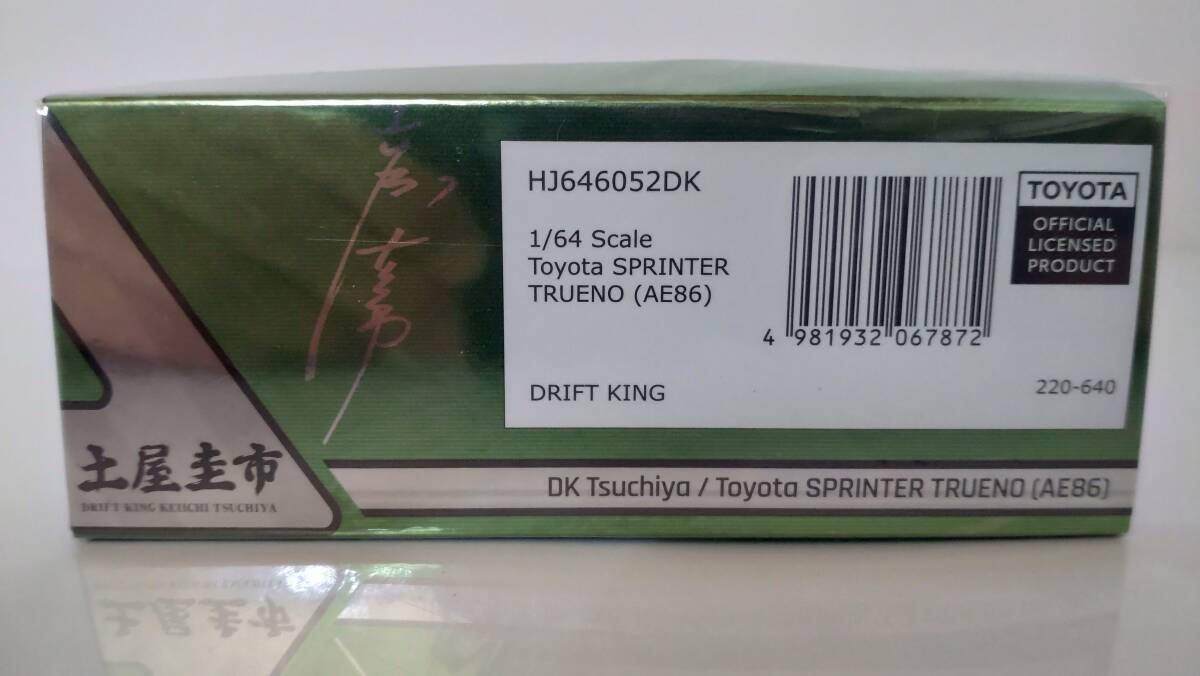 HJ646052DK
1/64 Scale
Toyota SPRINTER
TRUENO (AE86)
DRIFT KING
4 981932 067872
TOYOTA
OFFICIAL
LICENSED
PRODUCT
220-640
土屋圭市
DRIFT KING KEIICHI TSUCHIYA
DK Tsuchiya / Toyota SPRINTER TRUENO (AE86)